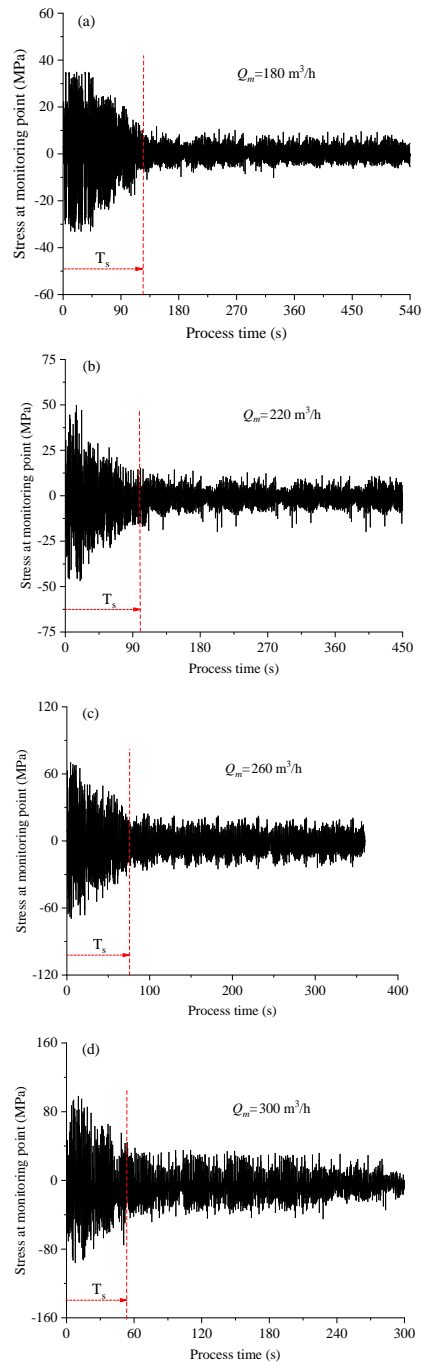 (a)
Qm=180 m³/h
Stress at monitoring point (MPa)
60
40
20
0
-20
-40
-60
Ts
0 90 180 270 360 450 540
Process time (s)
(b)
Qm=220 m³/h
Stress at monitoring point (MPa)
75
50
25
0
-25
-50
-75
Ts
0 90 180 270 360 450
Process time (s)
(c)
Qm=260 m³/h
Stress at monitoring point (MPa)
120
60
0
-60
-120
Ts
0 100 200 300 400
Process time (s)
(d)
Qm=300 m³/h
Stress at monitoring point (MPa)
160
80
0
-80
-160
Ts
0 60 120 180 240 300
Process time (s)